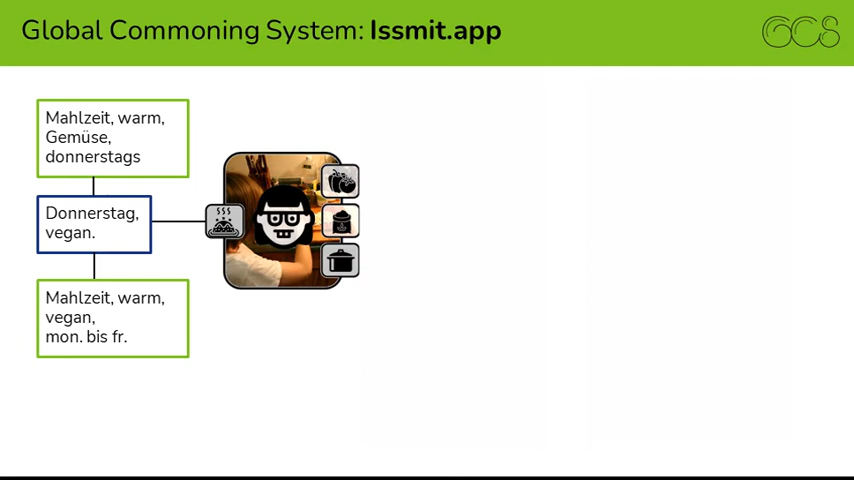 Global Commoning System: Issmit.app
GCS
Mahlzeit, warm,
Gemüse,
donnerstags
Donnerstag,
vegan.
Mahlzeit, warm,
vegan,
mon. bis fr.